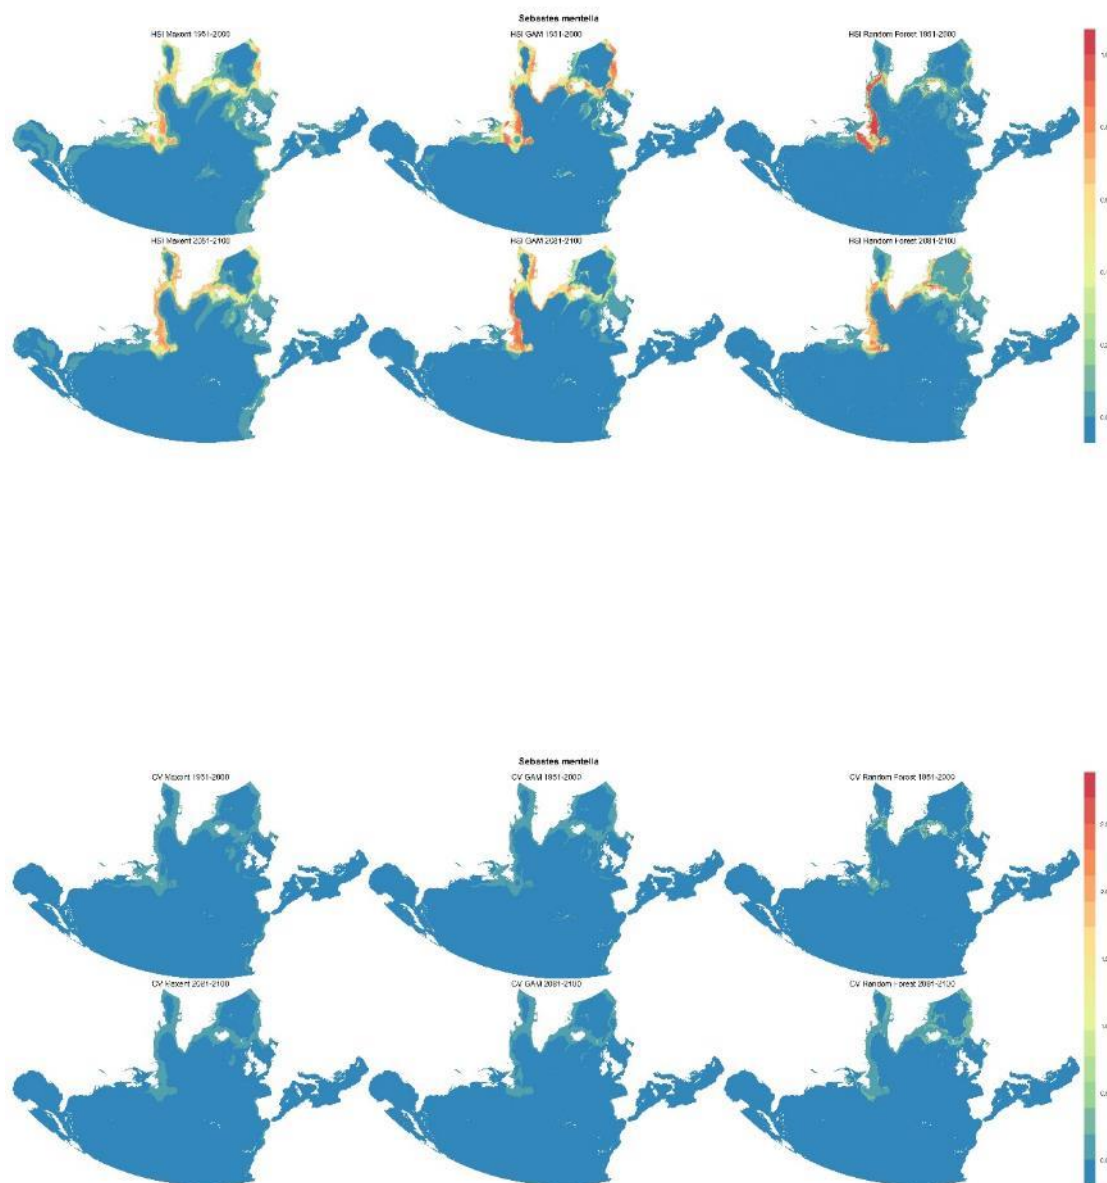 Sebastes mentella
HSI Maxent 1951-2000 HSI GAM 1951-2000 HSI Random Forest 1951-2000
HSI Maxent 2081-2100 HSI GAM 2081-2100 HSI Random Forest 2081-2100
Sebastes mentella
CV Maxent 1951-2000 CV GAM 1951-2000 CV Random Forest 1951-2000
CV Maxent 2081-2100 CV GAM 2081-2100 CV Random Forest 2081-2100